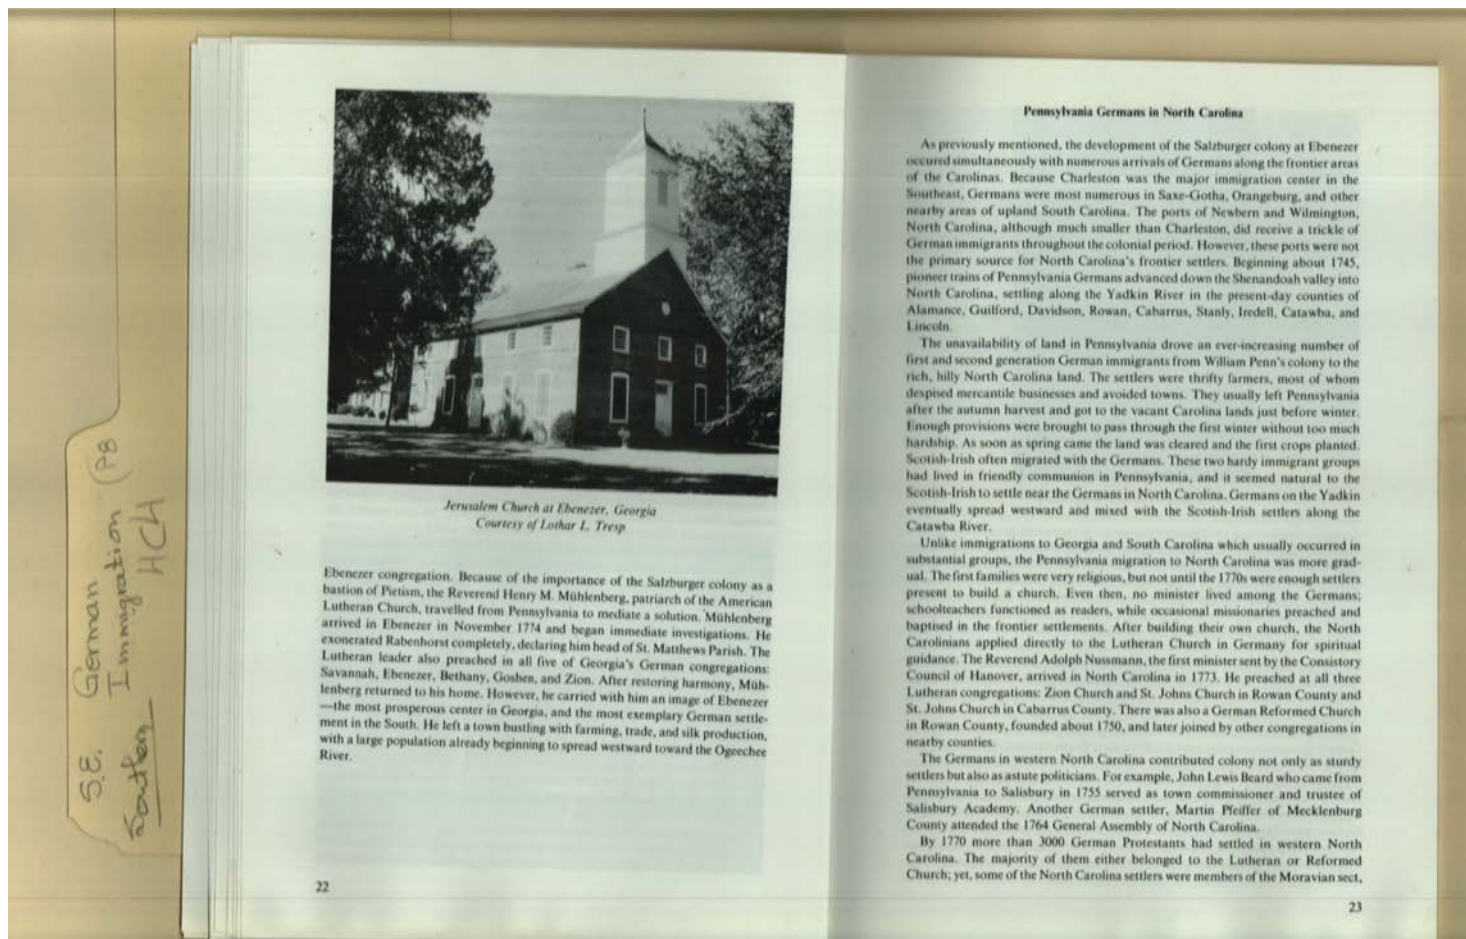 S.E. German
Immigration (PB
Southern HCH
Jerusalem Church at Ebenezer, Georgia
Courtesy of Lothar L. Tresp
Ebenezer congregation. Because of the importance of the Salzburger colony as a
bastion of Pietism, the Reverend Henry M. Mühlenberg, patriarch of the American
Lutheran Church, travelled from Pennsylvania to mediate a solution. Mühlenberg
arrived in Ebenezer in November 1774 and began immediate investigations. He
exonerated Rabenhorst completely, declaring him head of St. Matthews Parish. The
Lutheran leader also preached in all five of Georgia's German congregations:
Savannah, Ebenezer, Bethany, Goshen, and Zion. After restoring harmony, Müh-
lenberg returned to his home. However, he carried with him an image of Ebenezer
—the most prosperous center in Georgia, and the most exemplary German settle-
ment in the South. He left a town bustling with farming, trade, and silk production,
with a large population already beginning to spread westward toward the Ogeechee
River.
22
Pennsylvania Germans in North Carolina
As previously mentioned, the development of the Salzburger colony at Ebenezer
occured simultaneously with numerous arrivals of Germans along the frontier areas
of the Carolinas. Because Charleston was the major immigration center in the
Southeast, Germans were most numerous in Saxe-Gotha, Orangeburg, and other
nearby areas of upland South Carolina. The ports of Newbern and Wilmington,
North Carolina, although much smaller than Charleston, did receive a trickle of
German immigrants throughout the colonial period. However, these ports were not
the primary source for North Carolina's frontier settlers. Beginning about 1745,
pioneer trains of Pennsylvania Germans advanced down the Shenandoah valley into
North Carolina, settling along the Yadkin River in the present-day counties of
Alamance, Guilford, Davidson, Rowan, Cabarrus, Stanly, Iredell, Catawba, and
Lincoln.
The unavailability of land in Pennsylvania drove an ever-increasing number of
first and second generation German immigrants from William Penn's colony to the
rich, hilly North Carolina land. The settlers were thrifty farmers, most of whom
despised mercantile businesses and avoided towns. They usually left Pennsylvania
after the autumn harvest and got to the vacant Carolina lands just before winter.
Enough provisions were brought to pass through the first winter without too much
hardship. As soon as spring came the land was cleared and the first crops planted.
Scotish-Irish often migrated with the Germans. These two hardy immigrant groups
had lived in friendly communion in Pennsylvania, and it seemed natural to the
Scotish-Irish to settle near the Germans in North Carolina. Germans on the Yadkin
eventually spread westward and mixed with the Scotish-Irish settlers along the
Catawba River.
Unlike immigrations to Georgia and South Carolina which usually occurred in
substantial groups, the Pennsylvania migration to North Carolina was more grad-
ual. The first families were very religious, but not until the 1770s were enough settlers
present to build a church. Even then, no minister lived among the Germans;
schoolteachers functioned as readers, while occasional missionaries preached and
baptised in the frontier settlements. After building their own church, the North
Carolinians applied directly to the Lutheran Church in Germany for spiritual
guidance. The Reverend Adolph Nussmann, the first minister sent by the Consistory
Council of Hanover, arrived in North Carolina in 1773. He preached at all three
Lutheran congregations: Zion Church and St. Johns Church in Rowan County and
St. Johns Church in Cabarrus County. There was also a German Reformed Church
in Rowan County, founded about 1750, and later joined by other congregations in
nearby counties.
The Germans in western North Carolina contributed colony not only as sturdy
settlers but also as astute politicians. For example, John Lewis Beard who came from
Pennsylvania to Salisbury in 1755 served as town commissioner and trustee of
Salisbury Academy. Another German settler, Martin Pfeiffer of Mecklenburg
County attended the 1764 General Assembly of North Carolina.
By 1770 more than 3000 German Protestants had settled in western North
Carolina. The majority of them either belonged to the Lutheran or Reformed
Church; yet, some of the North Carolina settlers were members of the Moravian sect,
23